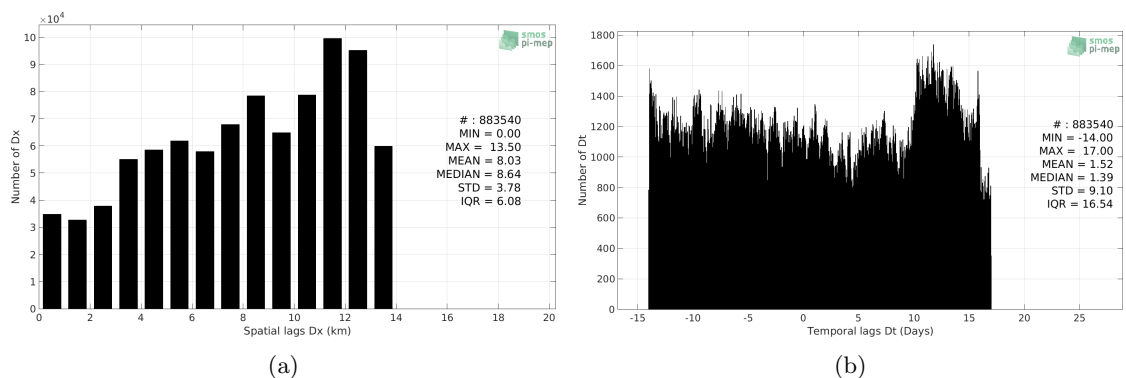 ×10⁴
10
9
8
7
6
5
4
3
2
1
0
Number of Dx
0 2 4 6 8 10 12 14 16 18 20
Spatial lags Dx (km)
smos
pi-mep
# : 883540
MIN = 0.00
MAX = 13.50
MEAN = 8.03
MEDIAN = 8.64
STD = 3.78
IQR = 6.08
(a)
1800
1600
1400
1200
1000
800
600
400
200
0
Number of Dt
-15 -10 -5 0 5 10 15 20 25
Temporal lags Dt (Days)
smos
pi-mep
# : 883540
MIN = -14.00
MAX = 17.00
MEAN = 1.52
MEDIAN = 1.39
STD = 9.10
IQR = 16.54
(b)